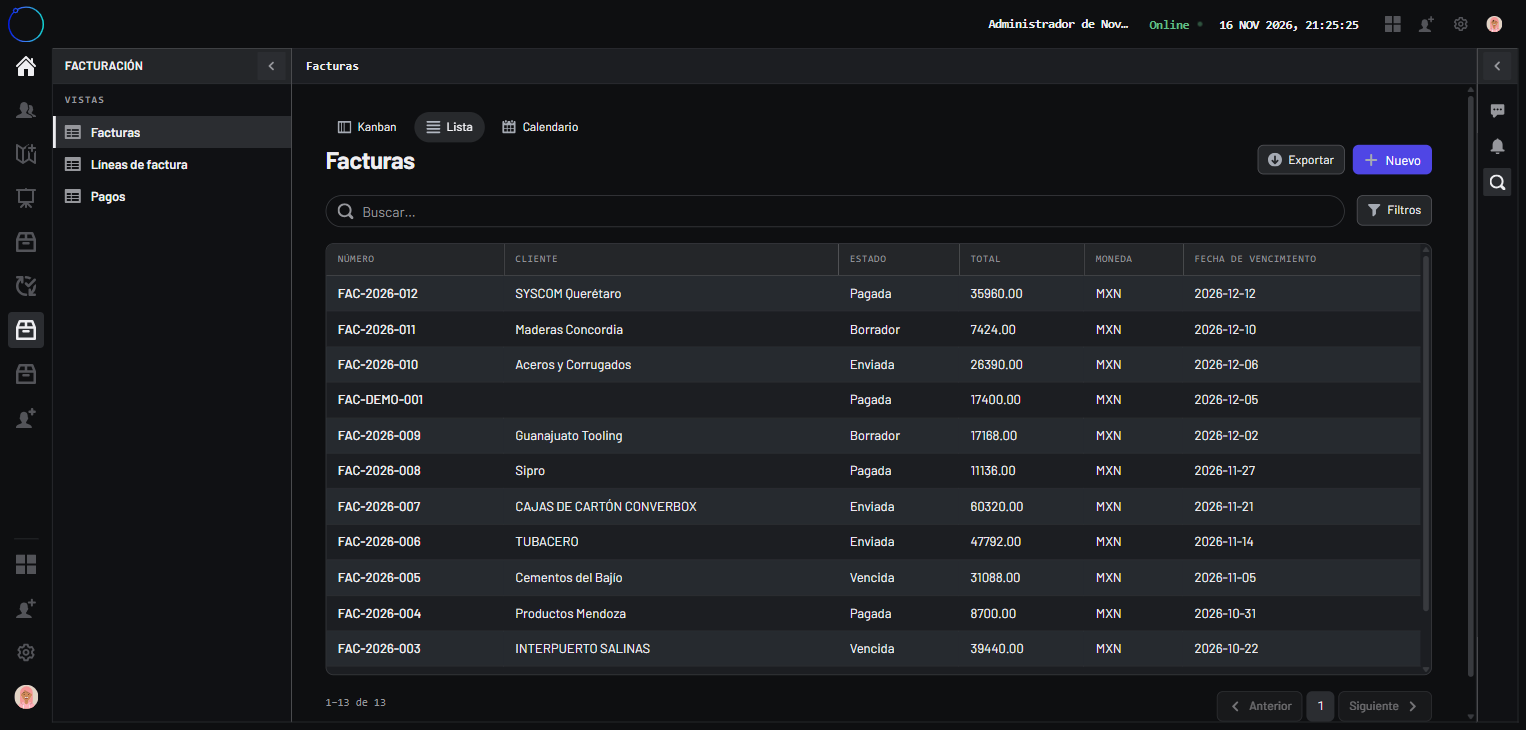 Administrador de Nov… Online 16 NOV 2026, 21:25:25
FACTURACIÓN
Facturas
VISTAS
Facturas
Líneas de factura
Pagos
Kanban Lista Calendario
Facturas
Exportar Nuevo
Buscar...
Filtros
NÚMERO CLIENTE ESTADO TOTAL MONEDA FECHA DE VENCIMIENTO
FAC-2026-012 SYSCOM Querétaro Pagada 35960.00 MXN 2026-12-12
FAC-2026-011 Maderas Concordia Borrador 7424.00 MXN 2026-12-10
FAC-2026-010 Aceros y Corrugados Enviada 26390.00 MXN 2026-12-06
FAC-DEMO-001 Pagada 17400.00 MXN 2026-12-05
FAC-2026-009 Guanajuato Tooling Borrador 17168.00 MXN 2026-12-02
FAC-2026-008 Sipro Pagada 11136.00 MXN 2026-11-27
FAC-2026-007 CAJAS DE CARTÓN CONVERBOX Enviada 60320.00 MXN 2026-11-21
FAC-2026-006 TUBACERO Enviada 47792.00 MXN 2026-11-14
FAC-2026-005 Cementos del Bajío Vencida 31088.00 MXN 2026-11-05
FAC-2026-004 Productos Mendoza Pagada 8700.00 MXN 2026-10-31
FAC-2026-003 INTERPUERTO SALINAS Vencida 39440.00 MXN 2026-10-22
1-13 de 13
Anterior 1 Siguiente